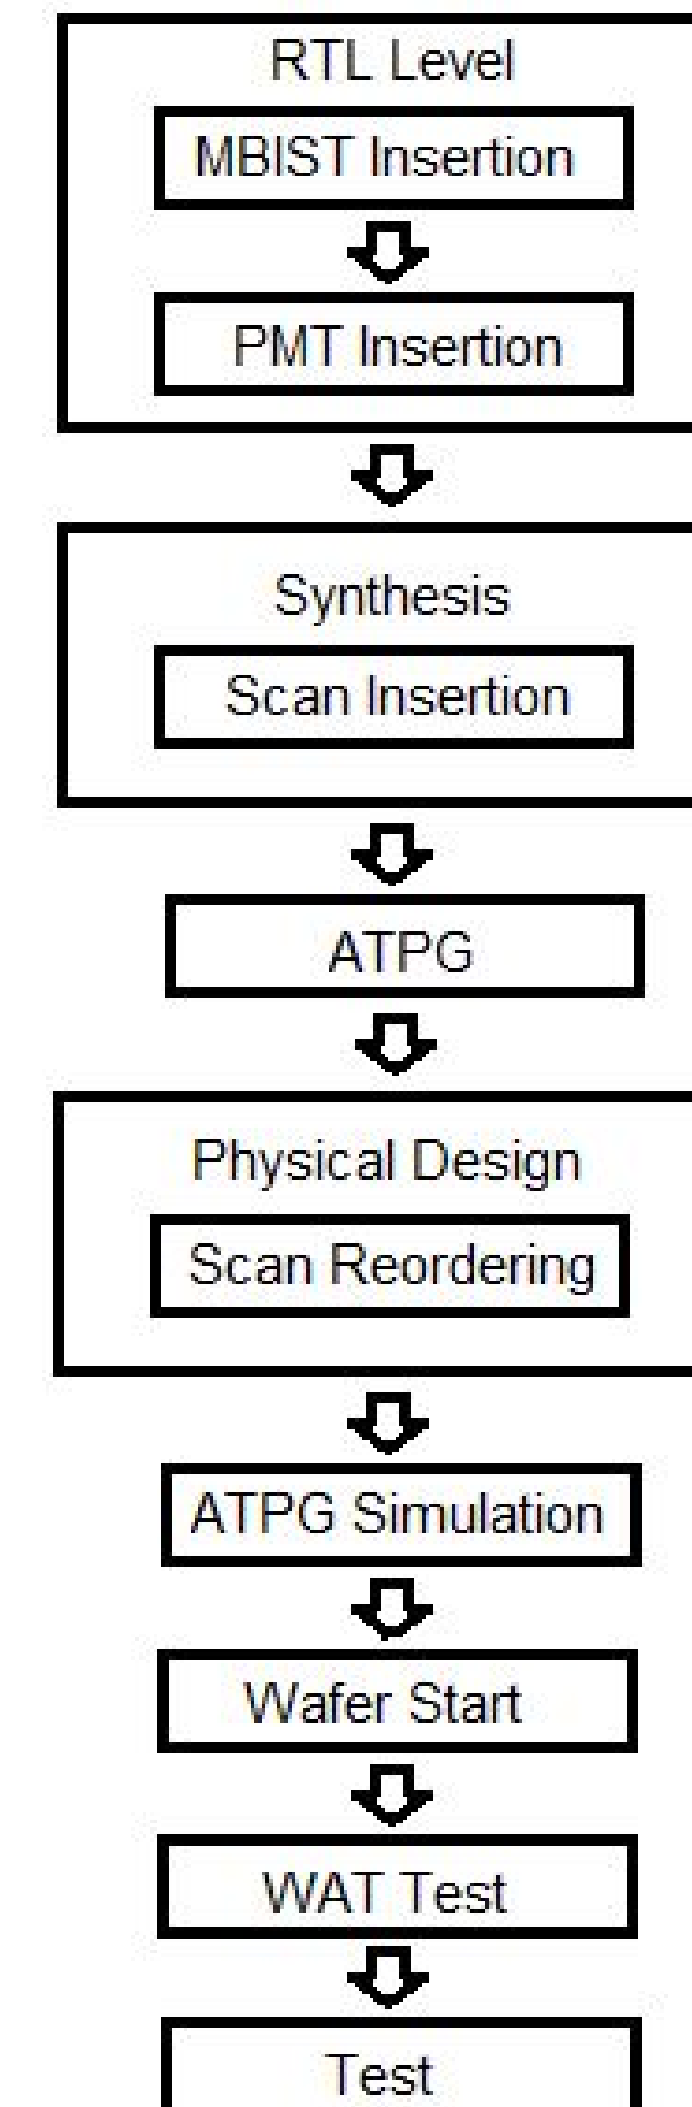 RTL Level
MBIST Insertion
PMT Insertion
Synthesis
Scan Insertion
ATPG
Physical Design
Scan Reordering
ATPG Simulation
Wafer Start
WAT Test
Test